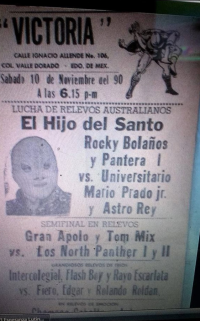 "VICTORIA"
CALLE IGNACIO ALLENDE No. 106,
COL. VALLE DORADO - EDO. DE MEX.
Sabado 10 de Noviembre del 90
A las 6.15 p-m
LUCHA DE RELEVOS AUSTRALIANOS
El Hijo del Santo
Rocky Bolaños
y Pantera I
vs. Universitario
Mario Prado jr.
y Astro Rey
SEMIFINAL EN RELEVOS
Gran Apolo y Tom Mix
vs. Los North Panther I y II
Intercolegial, Flash Boy y Rayo Escarlata
vs. Fiero, Edgar y Rolando Roldan.